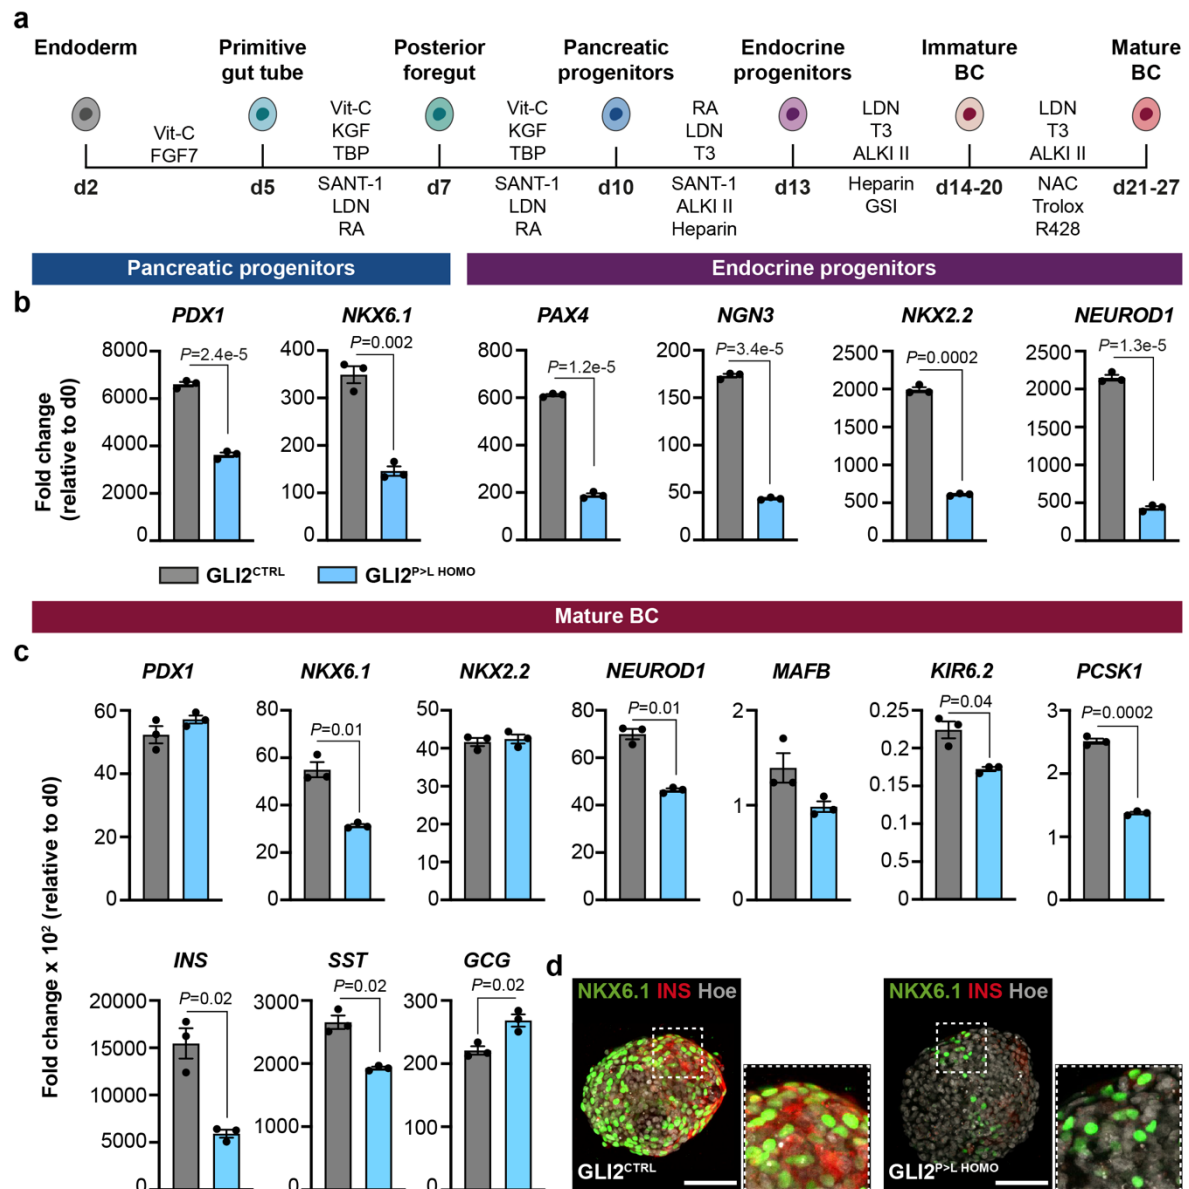 a
Endoderm
Primitive
gut tube
Posterior
foregut
Pancreatic
progenitors
Endocrine
progenitors
Immature
BC
Mature
BC
Vit-C
FGF7
Vit-C
KGF
TBP
Vit-C
KGF
TBP
RA
LDN
T3
LDN
T3
ALKI II
LDN
T3
ALKI II
d2
d5
d7
d10
d13
d14-20
d21-27
SANT-1
LDN
RA
SANT-1
LDN
RA
SANT-1
ALKI II
Heparin
Heparin
GSI
NAC
Trolox
R428
Pancreatic progenitors
Endocrine progenitors
b
Fold change
(relative to d0)
PDX1
8000
6000
4000
2000
0
P=2.4e-5
NKX6.1
400
300
200
100
0
P=0.002
PAX4
800
600
400
200
0
P=1.2e-5
NGN3
200
150
100
50
0
P=3.4e-5
NKX2.2
2500
2000
1500
1000
500
0
P=0.0002
NEUROD1
2500
2000
1500
1000
500
0
P=1.3e-5
GLI2CTRL
GLI2P>L HOMO
Mature BC
c
Fold change x 10² (relative to d0)
PDX1
60
40
20
0
NKX6.1
80
60
40
20
0
P=0.01
NKX2.2
50
40
30
20
10
0
NEUROD1
80
60
40
20
0
P=0.01
MAFB
2
1
0
KIR6.2
0.25
0.2
0.15
0.1
0.5
0
P=0.04
PCSK1
3
2
1
0
P=0.0002
INS
20000
15000
10000
5000
0
P=0.02
SST
3000
2000
1000
0
P=0.02
GCG
300
200
100
0
P=0.02
d
NKX6.1 INS Hoe
GLI2CTRL
NKX6.1 INS Hoe
GLI2P>L HOMO